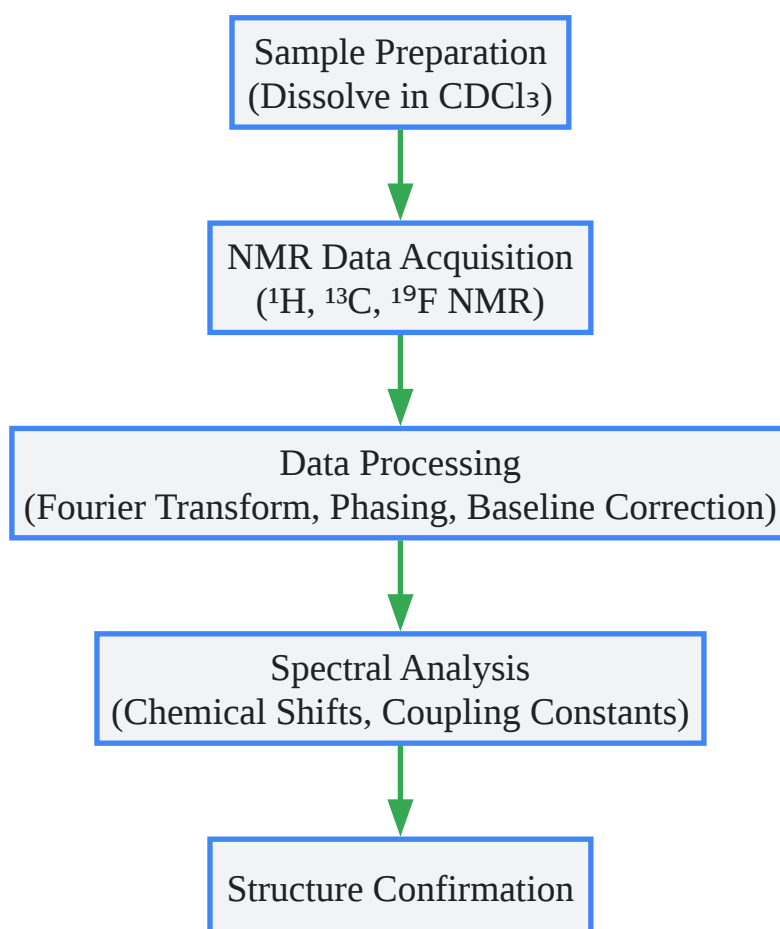 Sample Preparation
(Dissolve in CDCl₃)
NMR Data Acquisition
(¹H, ¹³C, ¹⁹F NMR)
Data Processing
(Fourier Transform, Phasing, Baseline Correction)
Spectral Analysis
(Chemical Shifts, Coupling Constants)
Structure Confirmation